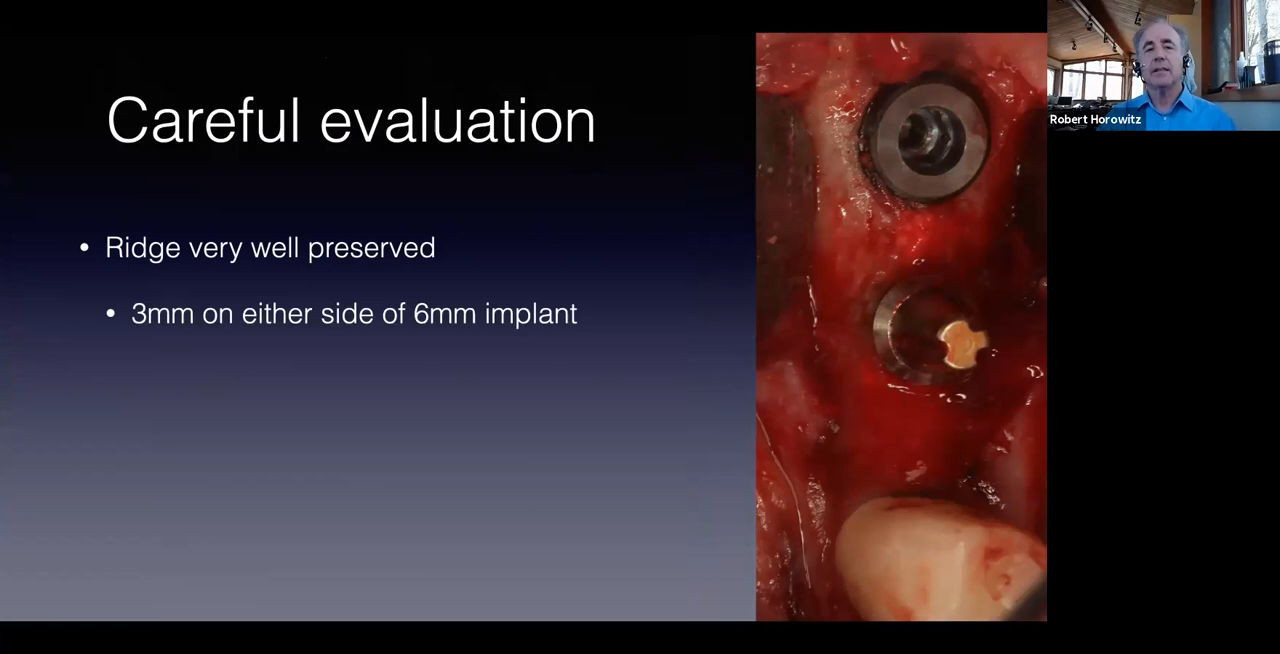 Careful evaluation
• Ridge very well preserved
• 3mm on either side of 6mm implant
Robert Horowitz